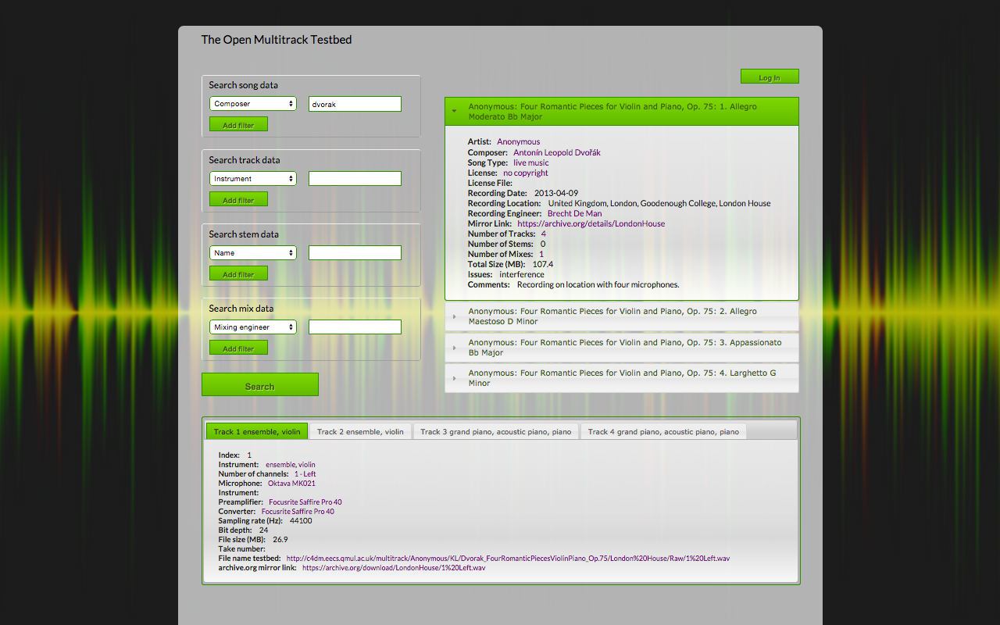 The Open Multitrack Testbed
Log In
Search song data
Composer dvorak
Add filter
Search track data
Instrument
Add filter
Search stem data
Name
Add filter
Search mix data
Mixing engineer
Add filter
Search
Anonymous: Four Romantic Pieces for Violin and Piano, Op. 75: 1. Allegro
Moderato Bb Major
Artist: Anonymous
Composer: Antonín Leopold Dvořák
Song Type: live music
License: no copyright
License File:
Recording Date: 2013-04-09
Recording Location: United Kingdom, London, Goodenough College, London House
Recording Engineer: Brecht De Man
Mirror Link: https://archive.org/details/LondonHouse
Number of Tracks: 4
Number of Stems: 0
Number of Mixes: 1
Total Size (MB): 107.4
Issues: interference
Comments: Recording on location with four microphones.
Anonymous: Four Romantic Pieces for Violin and Piano, Op. 75: 2. Allegro
Maestoso D Minor
Anonymous: Four Romantic Pieces for Violin and Piano, Op. 75: 3. Appassionato
Bb Major
Anonymous: Four Romantic Pieces for Violin and Piano, Op. 75: 4. Larghetto G
Minor
Track 1 ensemble, violin Track 2 ensemble, violin Track 3 grand piano, acoustic piano, piano Track 4 grand piano, acoustic piano, piano
Index: 1
Instrument: ensemble, violin
Number of channels: 1 - Left
Microphone: Oktava MK021
Instrument:
Preamplifier: Focusrite Saffire Pro 40
Converter: Focusrite Saffire Pro 40
Sampling rate (Hz): 44100
Bit depth: 24
File size (MB): 26.9
Take number:
File name testbed: http://c4dm.eecs.qmul.ac.uk/multitrack/Anonymous/KL/Dvorak_FourRomanticPiecesViolinPiano_Op.75/London%20House/Raw/1%20Left.wav
archive.org mirror link: https://archive.org/download/LondonHouse/1%20Left.wav